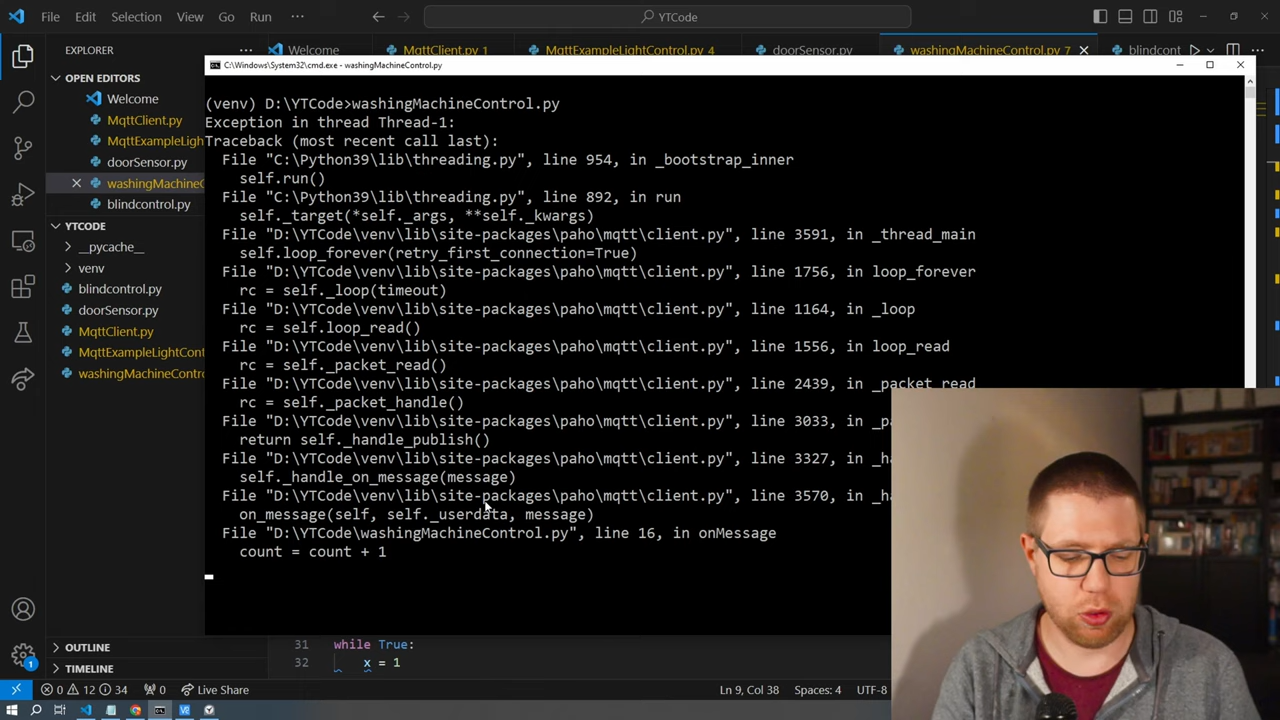 File Edit Selection View Go Run ···
YTCode
EXPLORER ···
Welcome
MqttClient.py 1
MqttExampleLightControl.py 4
doorSensor.py
washingMachineControl.py 7
blindcont
OPEN EDITORS
Welcome
MqttClient.py
MqttExampleLigh
doorSensor.py
washingMachineC
blindcontrol.py
YTCODE
__pycache__
venv
blindcontrol.py
doorSensor.py
MqttClient.py
MqttExampleLightCont
washingMachineContro
C:\Windows\System32\cmd.exe - washingMachineControl.py
(venv) D:\YTCode>washingMachineControl.py
Exception in thread Thread-1:
Traceback (most recent call last):
File "C:\Python39\lib\threading.py", line 954, in _bootstrap_inner
self.run()
File "C:\Python39\lib\threading.py", line 892, in run
self._target(*self._args, **self._kwargs)
File "D:\YTCode\venv\lib\site-packages\paho\mqtt\client.py", line 3591, in _thread_main
self.loop_forever(retry_first_connection=True)
File "D:\YTCode\venv\lib\site-packages\paho\mqtt\client.py", line 1756, in loop_forever
rc = self._loop(timeout)
File "D:\YTCode\venv\lib\site-packages\paho\mqtt\client.py", line 1164, in _loop
rc = self.loop_read()
File "D:\YTCode\venv\lib\site-packages\paho\mqtt\client.py", line 1556, in loop_read
rc = self._packet_read()
File "D:\YTCode\venv\lib\site-packages\paho\mqtt\client.py", line 2439, in _packet_read
rc = self._packet_handle()
File "D:\YTCode\venv\lib\site-packages\paho\mqtt\client.py", line 3033, in _pa
return self._handle_publish()
File "D:\YTCode\venv\lib\site-packages\paho\mqtt\client.py", line 3327, in _ha
self._handle_on_message(message)
File "D:\YTCode\venv\lib\site-packages\paho\mqtt\client.py", line 3570, in _ha
on_message(self, self._userdata, message)
File "D:\YTCode\washingMachineControl.py", line 16, in onMessage
count = count + 1
OUTLINE
TIMELINE
31 while True:
32 x = 1
0 12 34 0 Live Share
Ln 9, Col 38 Spaces: 4 UTF-8
1